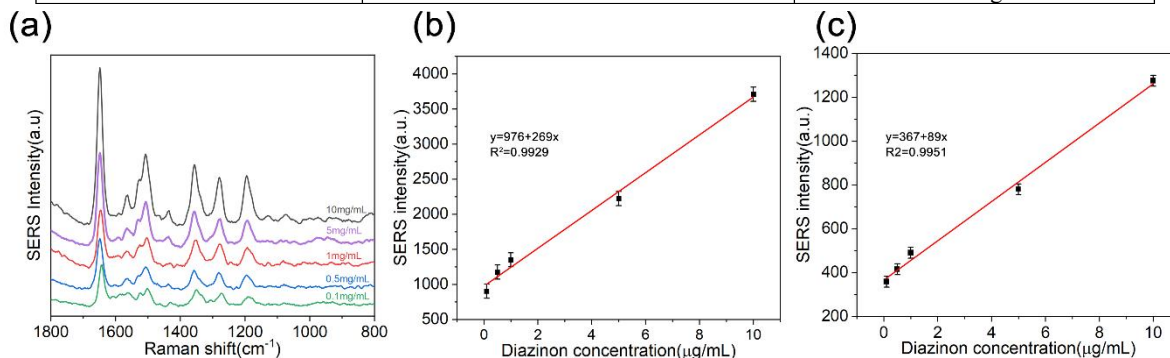 (a)
SERS Intensity(a.u)
10mg/mL
5mg/mL
1mg/mL
0.5mg/mL
0.1mg/mL
1800 1600 1400 1200 1000 800
Raman shift(cm⁻¹)
(b)
SERS intensity(a.u.)
4000
3500
3000
2500
2000
1500
1000
500
y=976+269x
R²=0.9929
0 2 4 6 8 10
Diazinon concentration(μg/mL)
(c)
SERS intensity(a.u.)
1400
1200
1000
800
600
400
200
y=367+89x
R2=0.9951
0 2 4 6 8 10
Diazinon concentration(μg/mL)